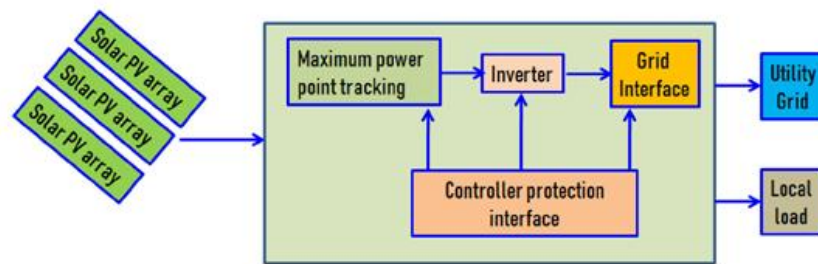 Solar PV array
Solar PV array
Solar PV array
Maximum power
point tracking
Inverter
Grid
Interface
Controller protection
interface
Utility
Grid
Local
load